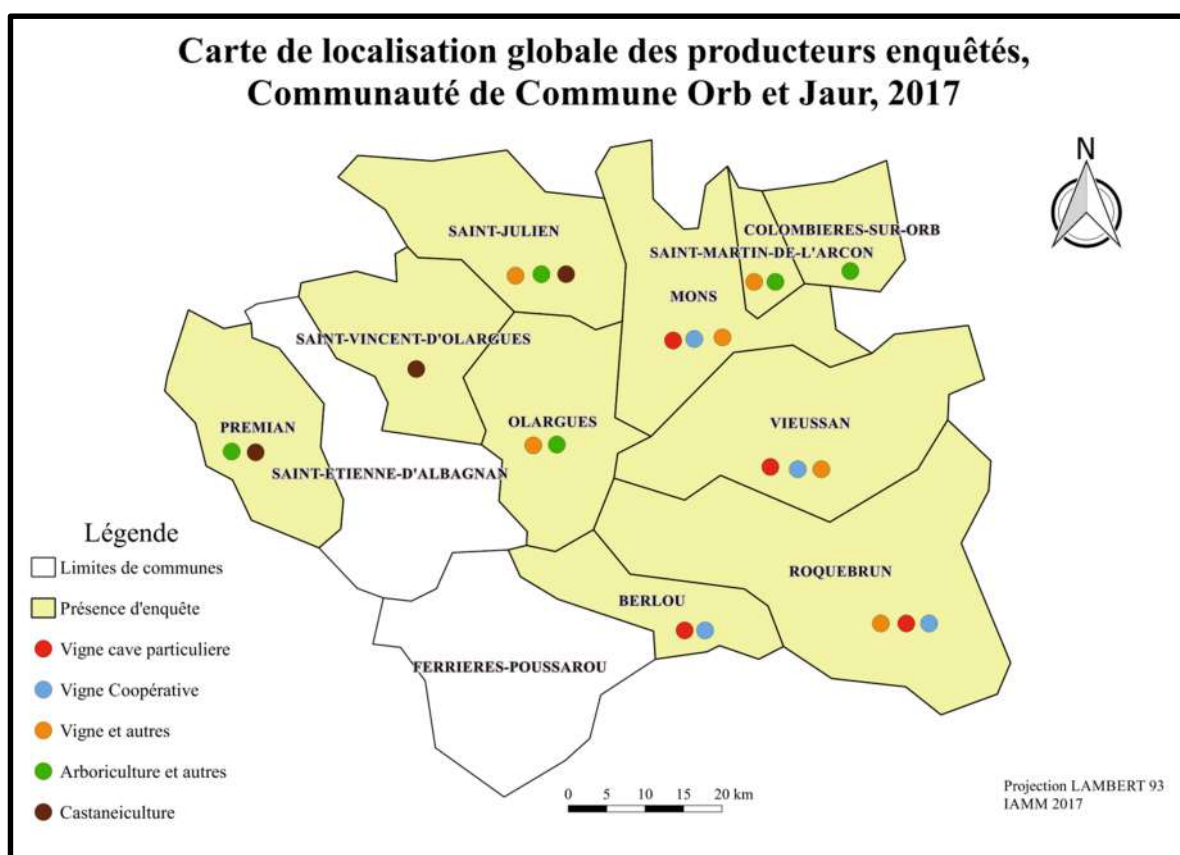 Carte de localisation globale des producteurs enquêtés,
Communauté de Commune Orb et Jaur, 2017
N
SAINT-JULIEN
COLOMBIERES-SUR-ORB
SAINT-MARTIN-DE-L'ARCON
MONS
SAINT-VINCENT-D'OLARGUES
PREMIAN
OLARGUES
VIEUSSAN
SAINT-ETIENNE-D'ALBAGNAN
ROQUEBRUN
BERLOU
FERRIERES-POUSSAROU
Légende
Limites de communes
Présence d'enquête
Vigne cave particuliere
Vigne Coopérative
Vigne et autres
Arboriculture et autres
Castaneiculture
0 5 10 15 20 km
Projection LAMBERT 93
IAMM 2017